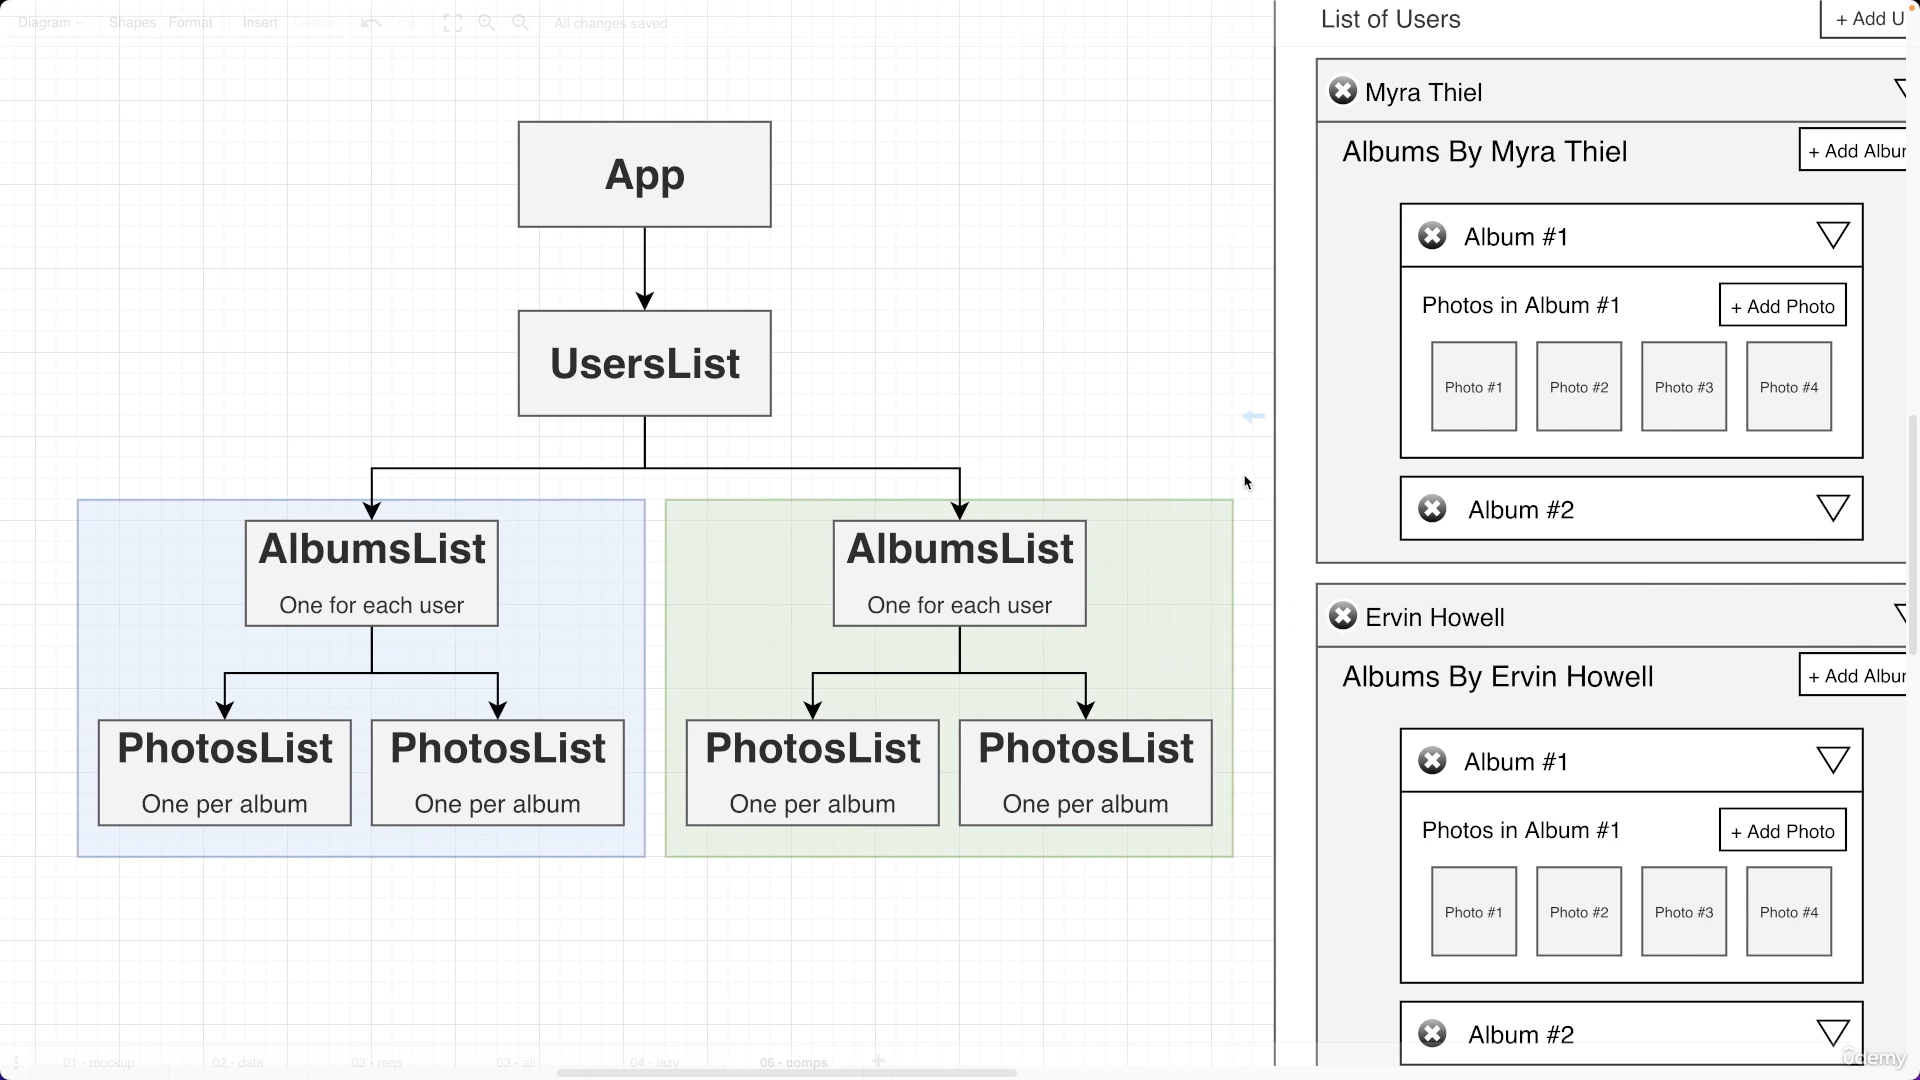 Diagram Shapes Format Insert Delete All changes saved
App
UsersList
AlbumsList
One for each user
AlbumsList
One for each user
PhotosList
One per album
PhotosList
One per album
PhotosList
One per album
PhotosList
One per album
List of Users
+ Add U
Myra Thiel
Albums By Myra Thiel
+ Add Albu
Album #1
Photos in Album #1
+ Add Photo
Photo #1 Photo #2 Photo #3 Photo #4
Album #2
Ervin Howell
Albums By Ervin Howell
+ Add Albu
Album #1
Photos in Album #1
+ Add Photo
Photo #1 Photo #2 Photo #3 Photo #4
Album #2
01 - mockup 02 - data 03 - reqs 03 - all 04 - lazy 06 - comps
ûdemy